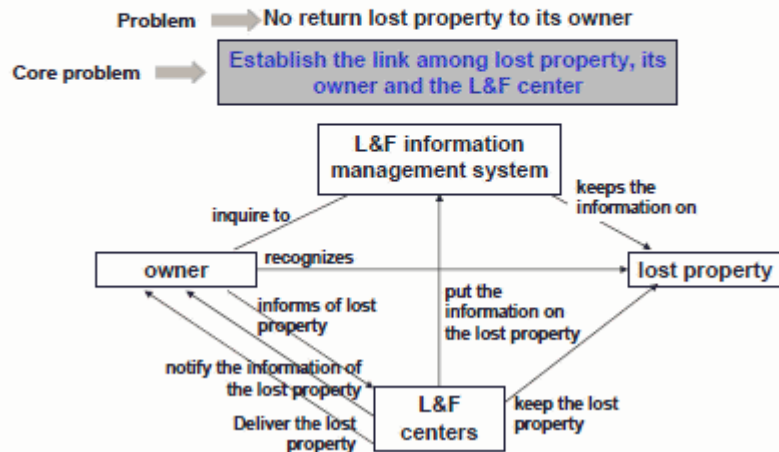 Problem
No return lost property to its owner
Core problem
Establish the link among lost property, its
owner and the L&F center
L&F information
management system
keeps the
information on
inquire to
owner
recognizes
lost property
informs of lost
property
put the
information on
the lost property
notify the information of
the lost property
L&F
centers
keep the lost
property
Deliver the lost
property